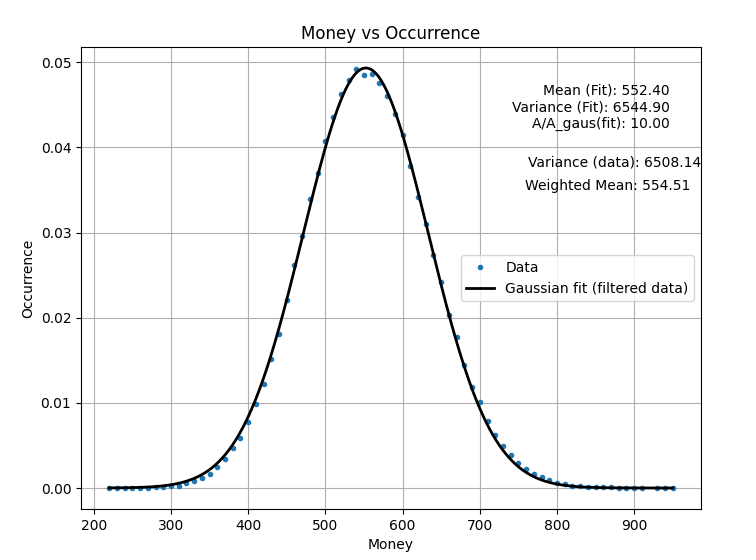 Money vs Occurrence
0.05
0.04
0.03
0.02
0.01
0.00
Occurrence
Mean (Fit): 552.40
Variance (Fit): 6544.90
A/A_gaus(fit): 10.00
Variance (data): 6508.14
Weighted Mean: 554.51
Data
Gaussian fit (filtered data)
200 300 400 500 600 700 800 900
Money